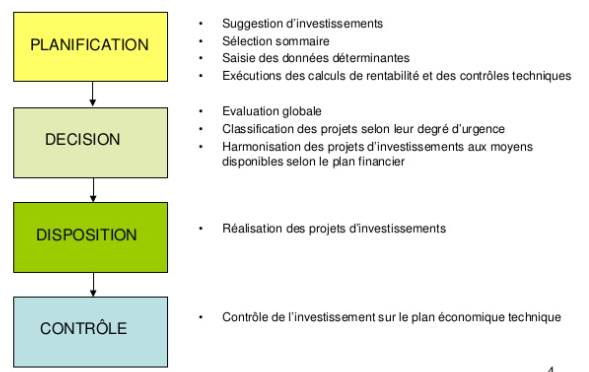 PLANIFICATION
• Suggestion d'investissements
• Sélection sommaire
• Saisie des données déterminantes
• Exécutions des calculs de rentabilité et des contrôles techniques
DECISION
• Evaluation globale
• Classification des projets selon leur degré d'urgence
• Harmonisation des projets d'investissements aux moyens
disponibles selon le plan financier
DISPOSITION
• Réalisation des projets d'investissements
CONTRÔLE
• Contrôle de l'investissement sur le plan économique technique
4